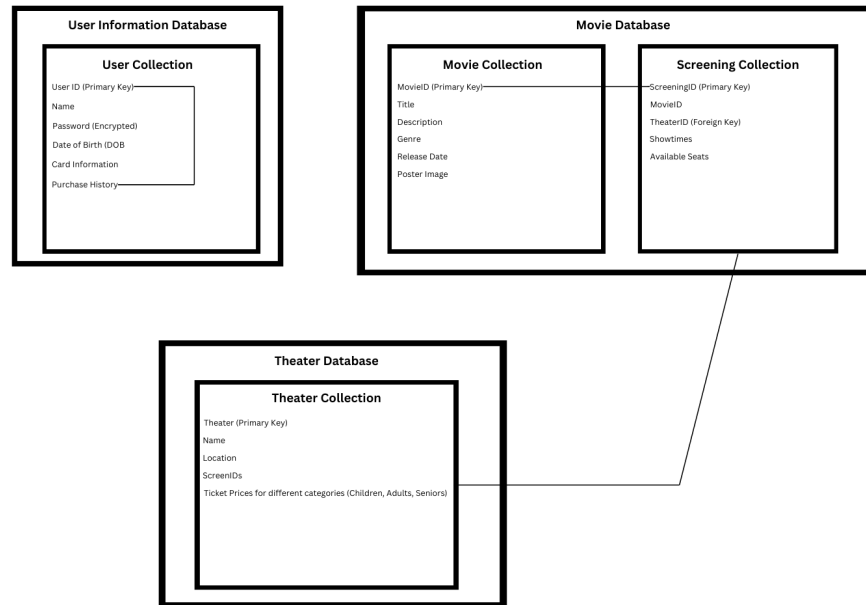 User Information Database
User Collection
User ID (Primary Key)
Name
Password (Encrypted)
Date of Birth (DOB
Card Information
Purchase History
Movie Database
Movie Collection
MovieID (Primary Key)
Title
Description
Genre
Release Date
Poster Image
Screening Collection
ScreeningID (Primary Key)
MovieID
TheaterID (Foreign Key)
Showtimes
Available Seats
Theater Database
Theater Collection
Theater (Primary Key)
Name
Location
ScreenIDs
Ticket Prices for different categories (Children, Adults, Seniors)